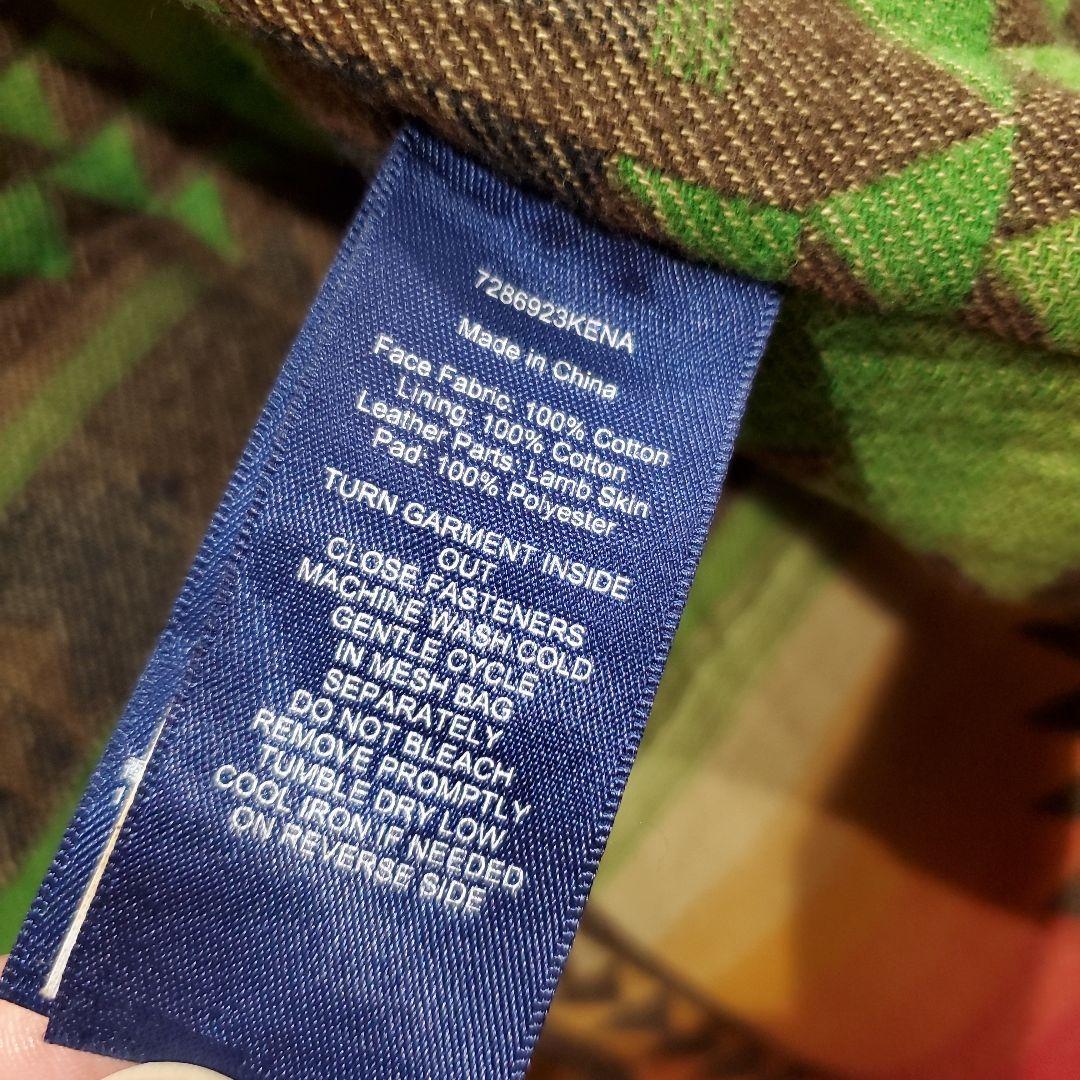 7286923KENA
Made in China
Face Fabric: 100% Cotton
Lining: 100% Cotton
Leather Parts: Lamb Skin
Pad: 100% Polyester
TURN GARMENT INSIDE
OUT
CLOSE FASTENERS
MACHINE WASH COLD
GENTLE CYCLE
IN MESH BAG
SEPARATELY
DO NOT BLEACH
REMOVE PROMPTLY
TUMBLE DRY LOW
COOL IRON IF NEEDED
ON REVERSE SIDE